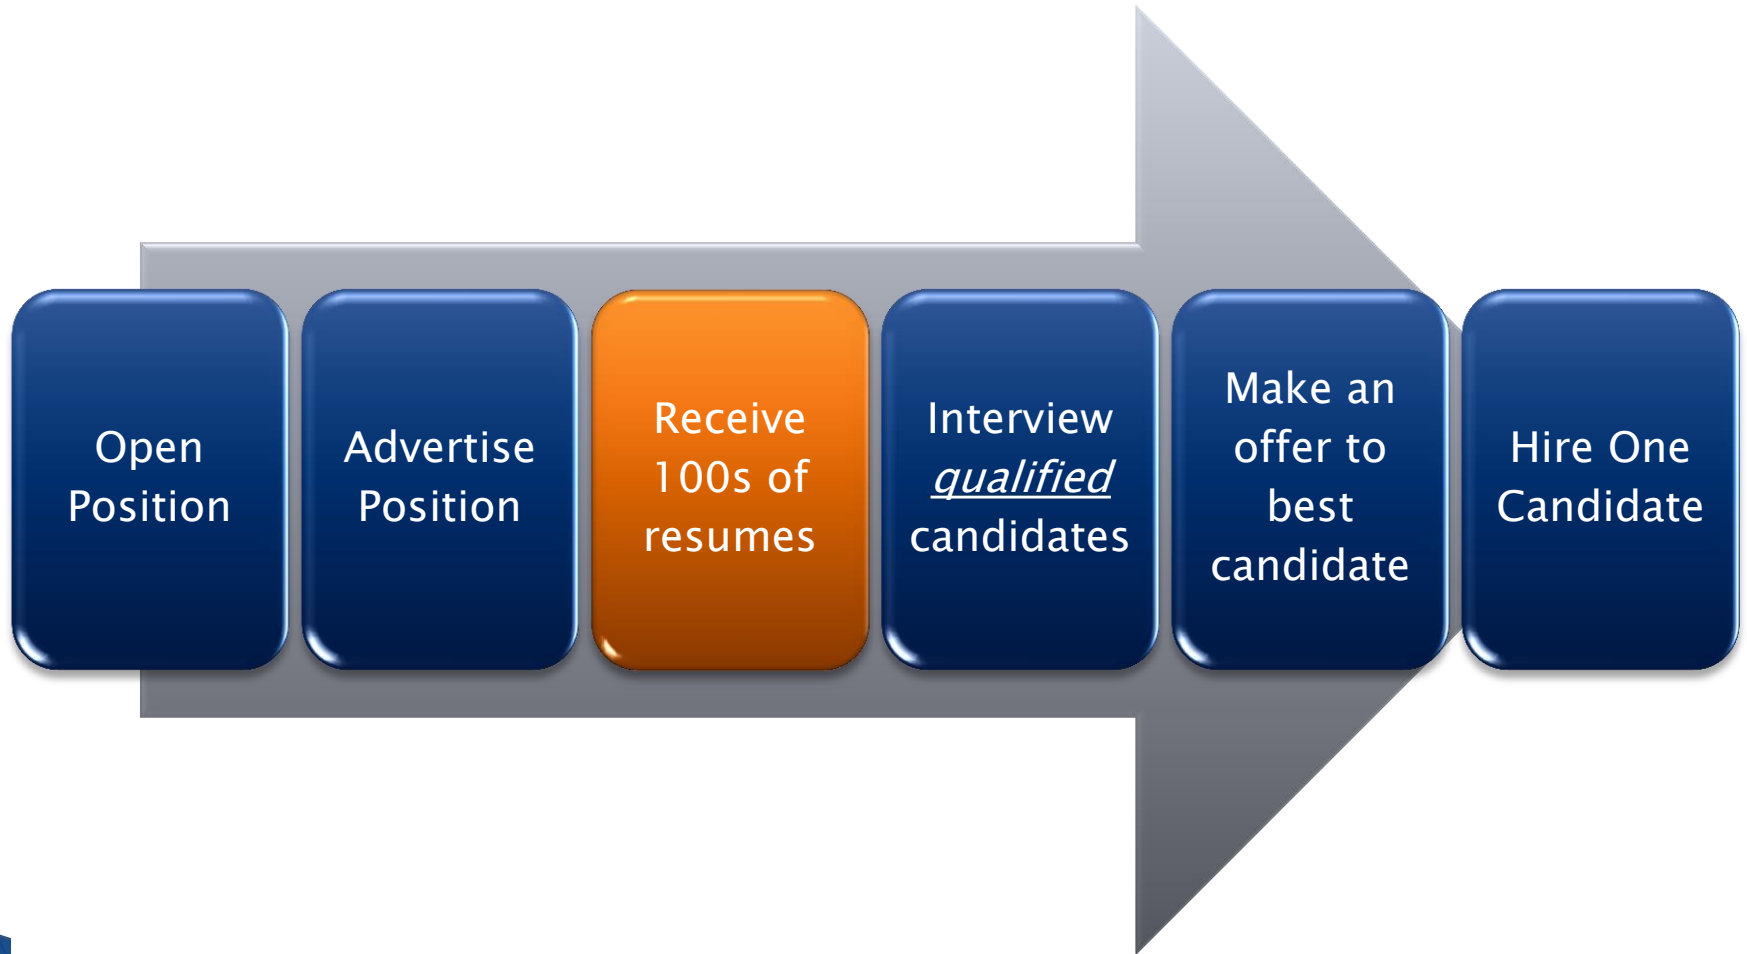 Open
Position
Advertise
Position
Receive
100s of
resumes
Interview
qualified
candidates
Make an
offer to
best
candidate
Hire One
Candidate